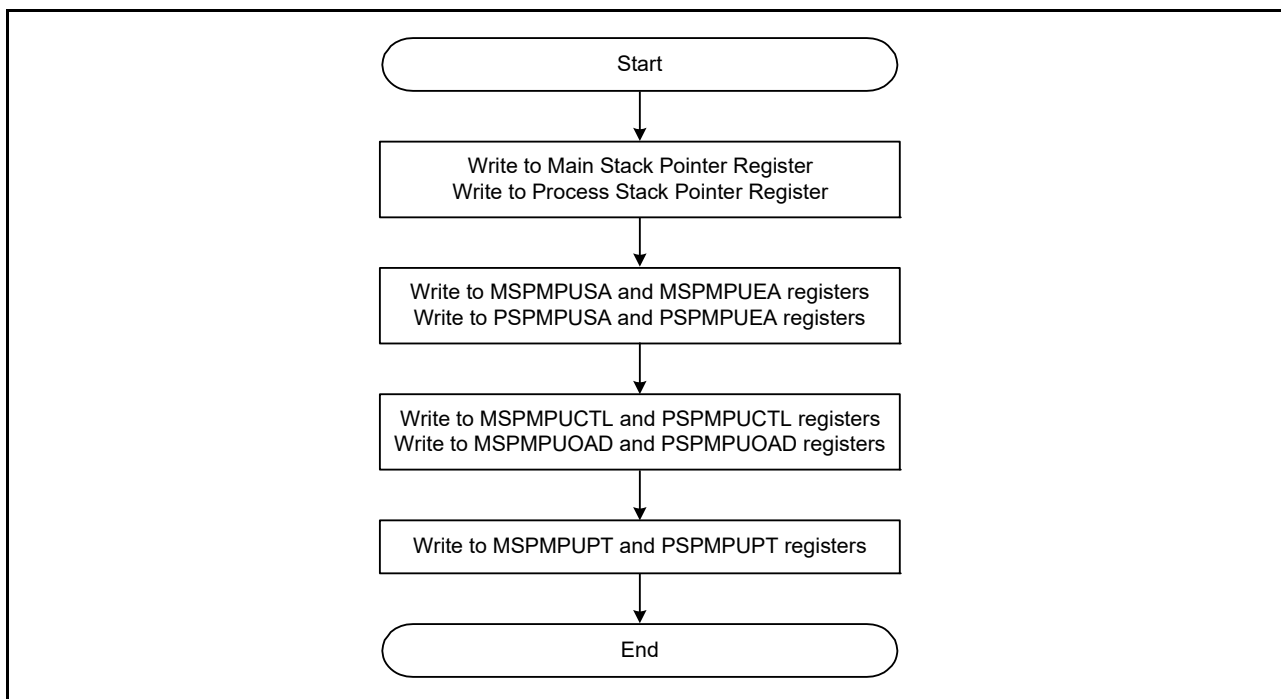 Start
Write to Main Stack Pointer Register
Write to Process Stack Pointer Register
Write to MSPMPUSA and MSPMPUEA registers
Write to PSPMPUSA and PSPMPUEA registers
Write to MSPMPUCTL and PSPMPUCTL registers
Write to MSPMPUOAD and PSPMPUOAD registers
Write to MSPMPUPT and PSPMPUPT registers
End